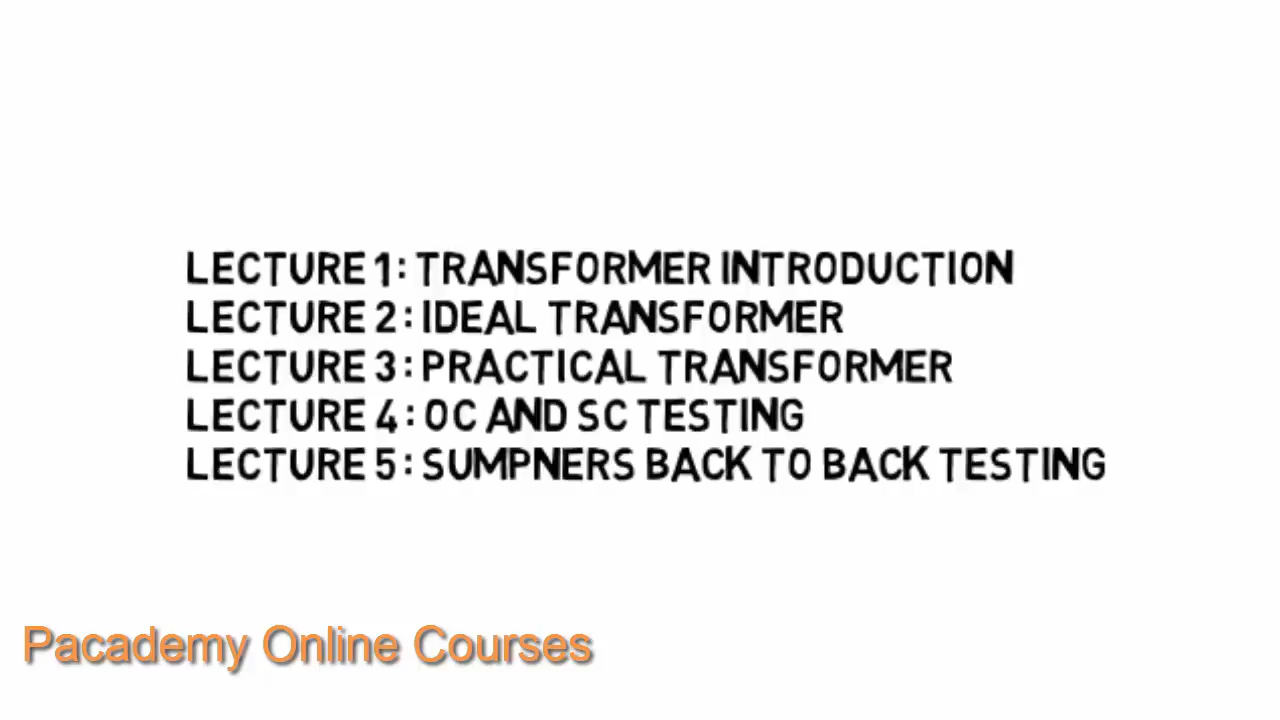 LECTURE 1: TRANSFORMER INTRODUCTION
LECTURE 2: IDEAL TRANSFORMER
LECTURE 3: PRACTICAL TRANSFORMER
LECTURE 4: OC AND SC TESTING
LECTURE 5: SUMPNERS BACK TO BACK TESTING
Pacademy Online Courses